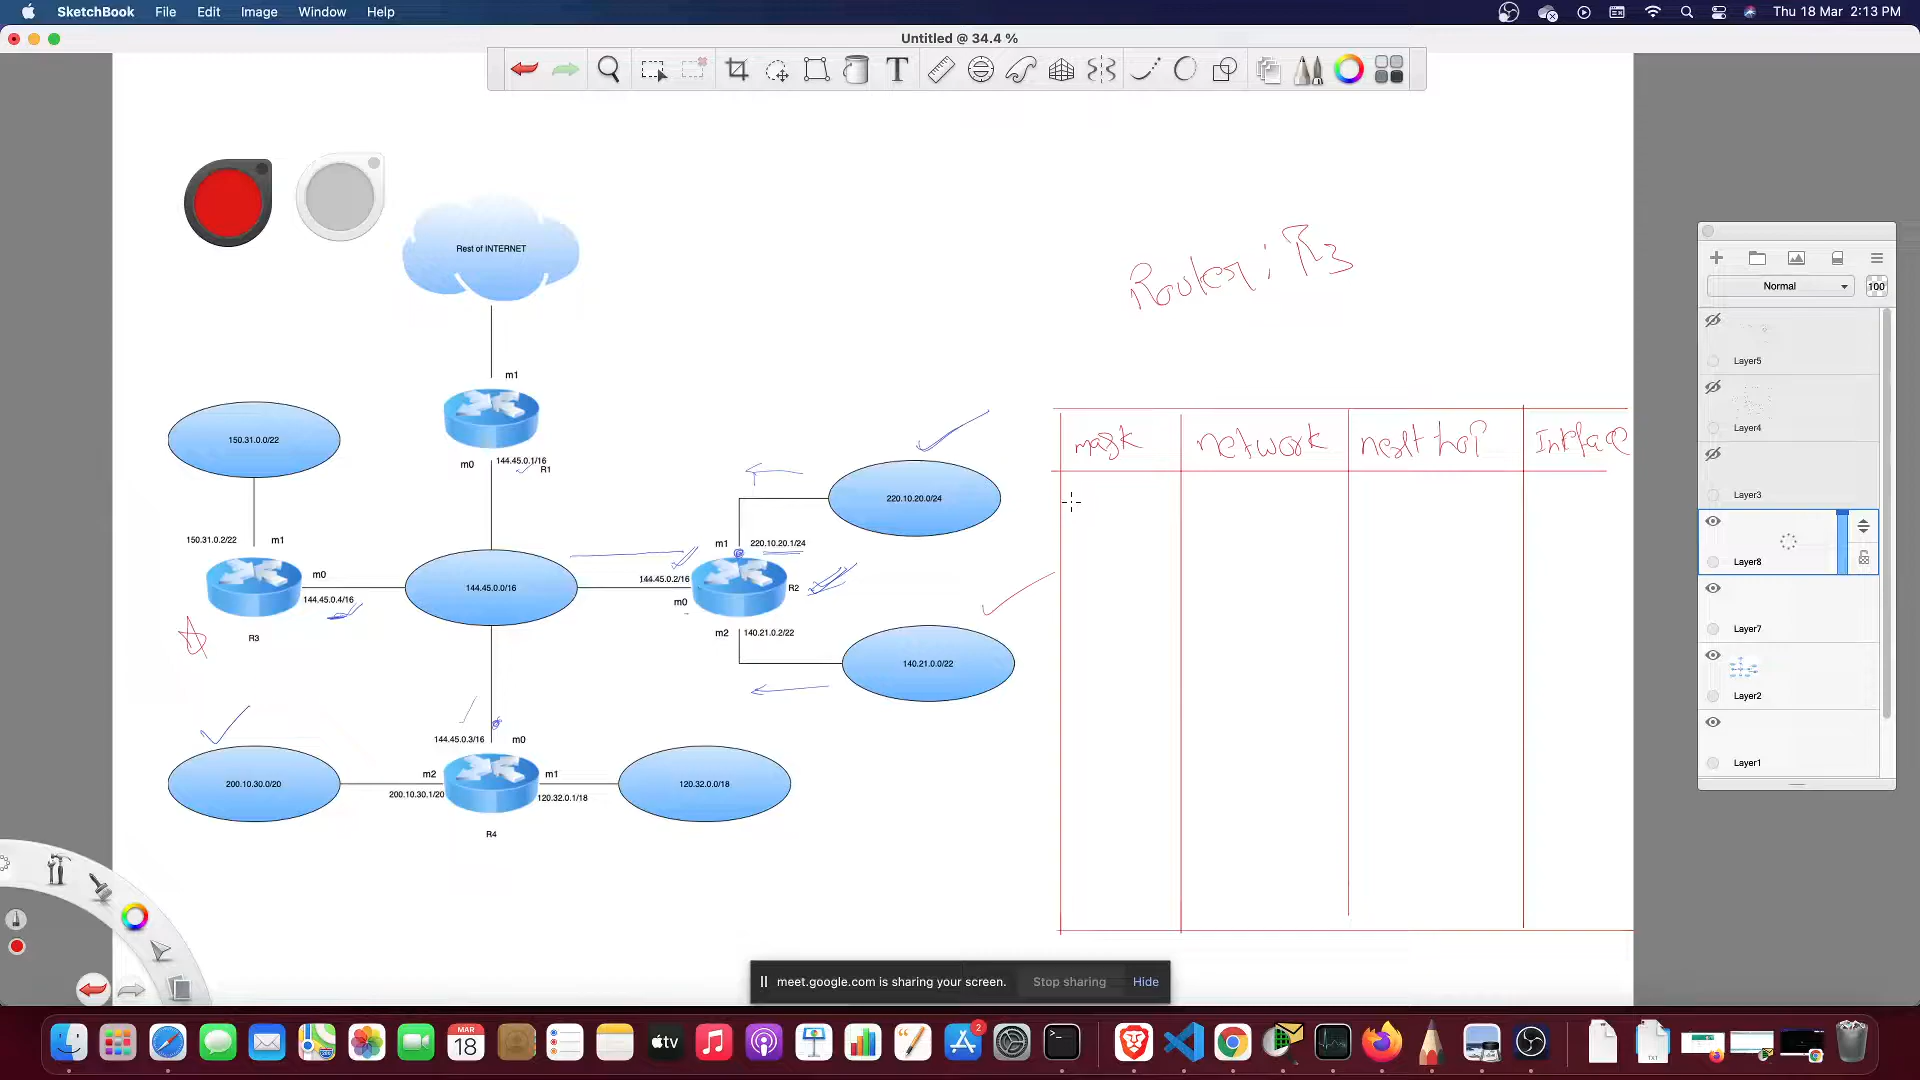 SketchBook File Edit Image Window Help
Thu 18 Mar 2:13 PM
Untitled @ 34.4 %
T
Rest of INTERNET
Router : R3
m1
150.31.0.0/22
m0
144.45.0.1/16
R1
mask network next hop Interface
220.10.20.0/24
150.31.0.2/22
m1
m1
220.10.20.1/24
m0
144.45.0.4/16
144.45.0.0/16
144.45.0.2/16
m0
R2
R3
m2
140.21.0.2/22
140.21.0.0/22
144.45.0.3/16
m0
200.10.30.0/20
m2
200.10.30.1/20
m1
120.32.0.1/18
120.32.0.0/18
R4
Normal
100
Layer5
Layer4
Layer3
Layer8
Layer7
Layer2
Layer1
meet.google.com is sharing your screen. Stop sharing Hide
MAR
18
tv
2
TXT